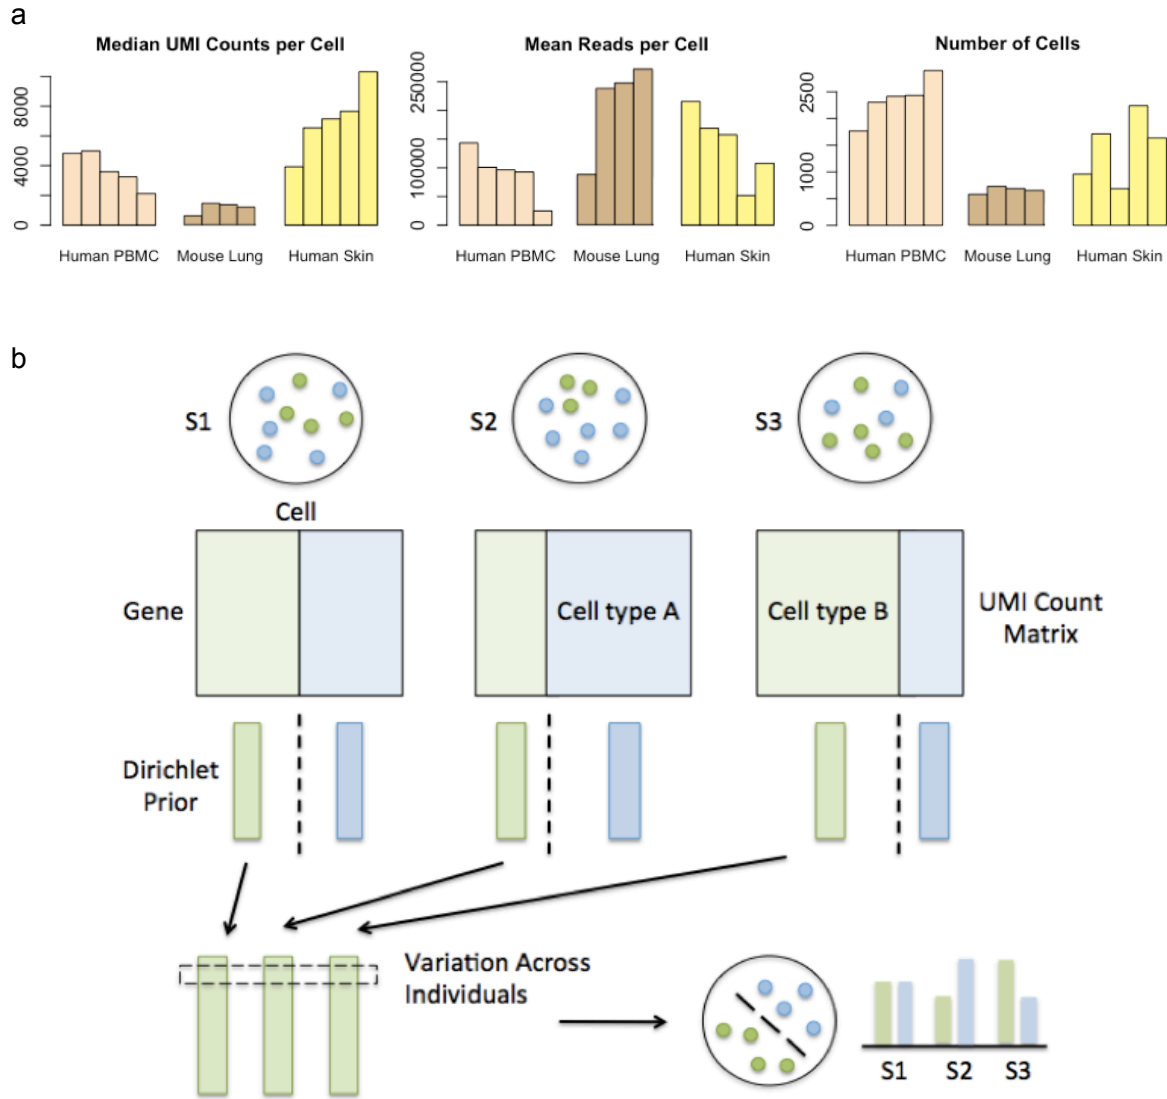 a
Median UMI Counts per Cell
Mean Reads per Cell
Number of Cells
0
4000
8000
0
100000
250000
0
1000
2500
Human PBMC
Mouse Lung
Human Skin
Human PBMC
Mouse Lung
Human Skin
Human PBMC
Mouse Lung
Human Skin
b
S1
S2
S3
Cell
Gene
Cell type A
Cell type B
UMI Count
Matrix
Dirichlet
Prior
Variation Across
Individuals
S1
S2
S3